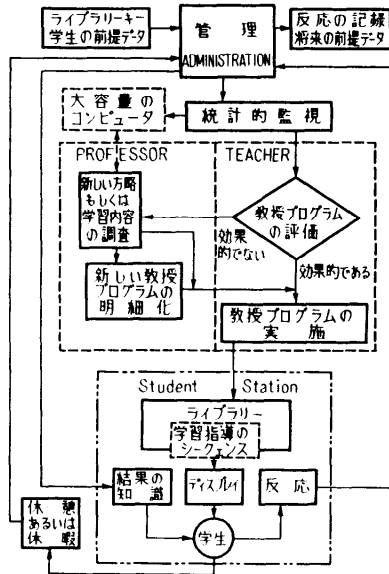 ライブラリーキー
学生の前提データ
管理
ADMINISTRATION
反応の記録
将来の前提データ
大容量の
コンピュータ
統計的監視
PROFESSOR
TEACHER
新しい方略
もしくは
学習内容
の調査
教授プログラム
の評価
効果
的でない
効果的である
新しい教授
プログラムの
明細化
教授プログラムの
実施
Student Station
ライブラリー
学習指導の
シークェンス
結果の
知識
ディスプレイ
反応
学生
休憩
あるいは
休暇